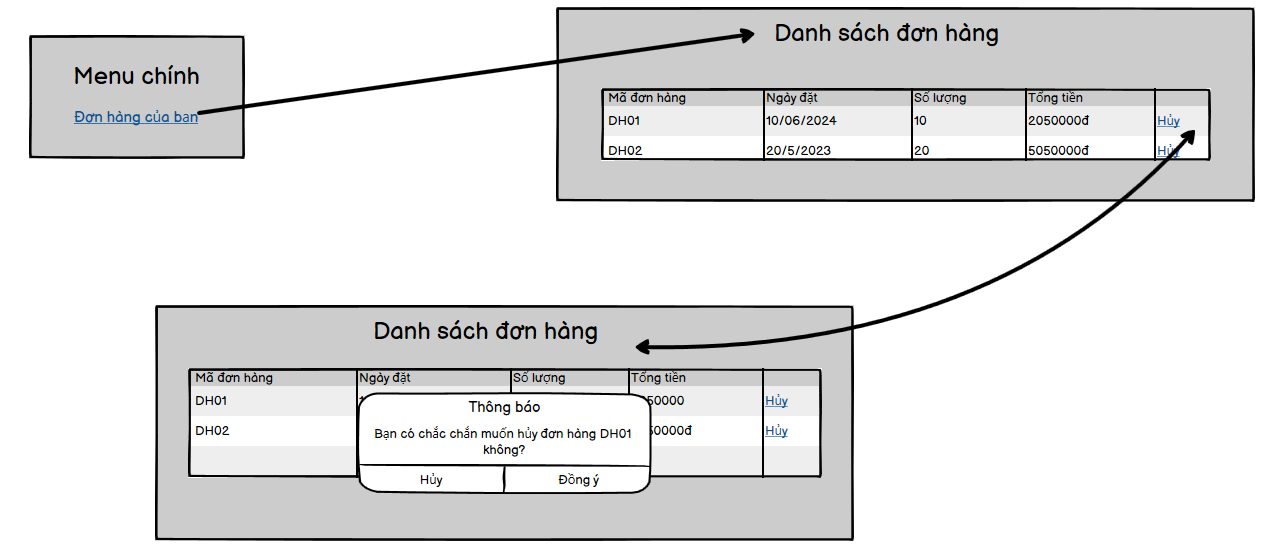 Menu chính
Đơn hàng của bạn
Danh sách đơn hàng
Mã đơn hàng Ngày đặt Số lượng Tổng tiền
DH01 10/06/2024 10 2050000đ Hủy
DH02 20/5/2023 20 5050000đ Hủy
Danh sách đơn hàng
Mã đơn hàng Ngày đặt Số lượng Tổng tiền
DH01 Hủy
DH02 Hủy
Thông báo
Bạn có chắc chắn muốn hủy đơn hàng DH01
không?
Hủy Đồng ý